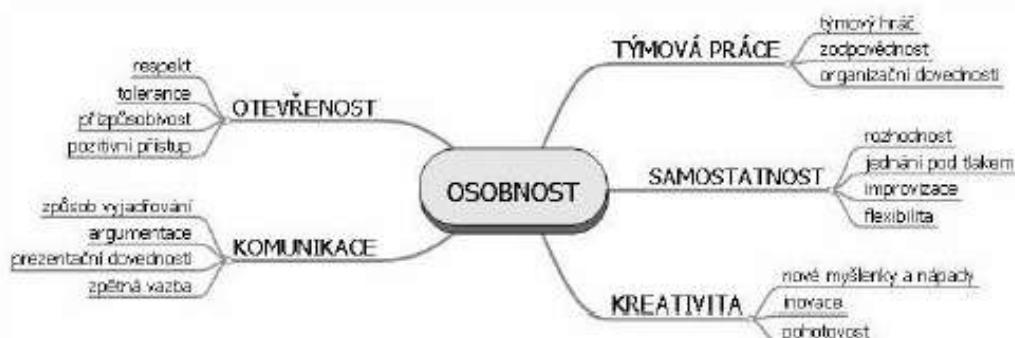 respekt
tolerance
přizpůsobivost
pozitivní přístup
OTEVŘENOST
způsob vyjadřování
argumentace
prezentační dovednosti
zpětná vazba
KOMUNIKACE
OSOBNOST
TÝMOVÁ PRÁCE
týmový hráč
zodpovědnost
organizační dovednosti
SAMOSTATNOST
rozhodnost
jednání pod tlakem
improvizace
flexibilita
KREATIVITA
nové myšlenky a nápady
inovace
pohotovost